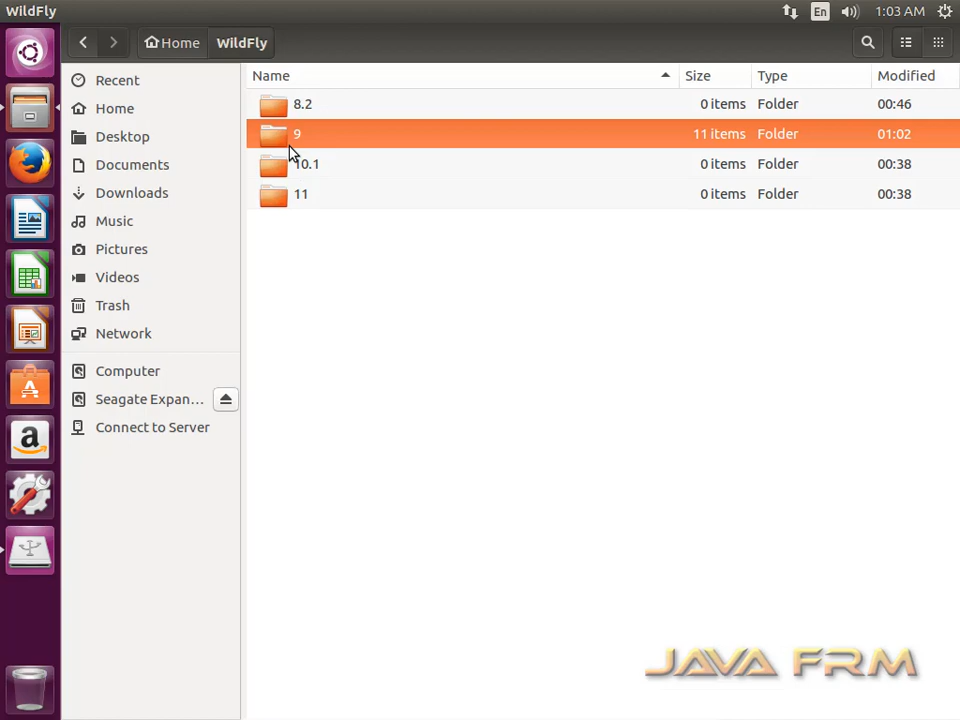 WildFly
En
1:03 AM
Home
WildFly
Name
Size
Type
Modified
8.2
0 items
Folder
00:46
9
11 items
Folder
01:02
10.1
0 items
Folder
00:38
11
0 items
Folder
00:38
Recent
Home
Desktop
Documents
Downloads
Music
Pictures
Videos
Trash
Network
Computer
Seagate Expan...
Connect to Server
A
a
JAVA FRM